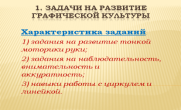 1. ЗАДАЧИ НА РАЗВИТИЕ
ГРАФИЧЕСКОЙ КУЛЬТУРЫ
Характеристика заданий
1) задания на развитие тонкой
моторики руки;
2) задания на наблюдательность,
внимательность и
аккуратность;
3) навыки работы с циркулем и
линейкой.